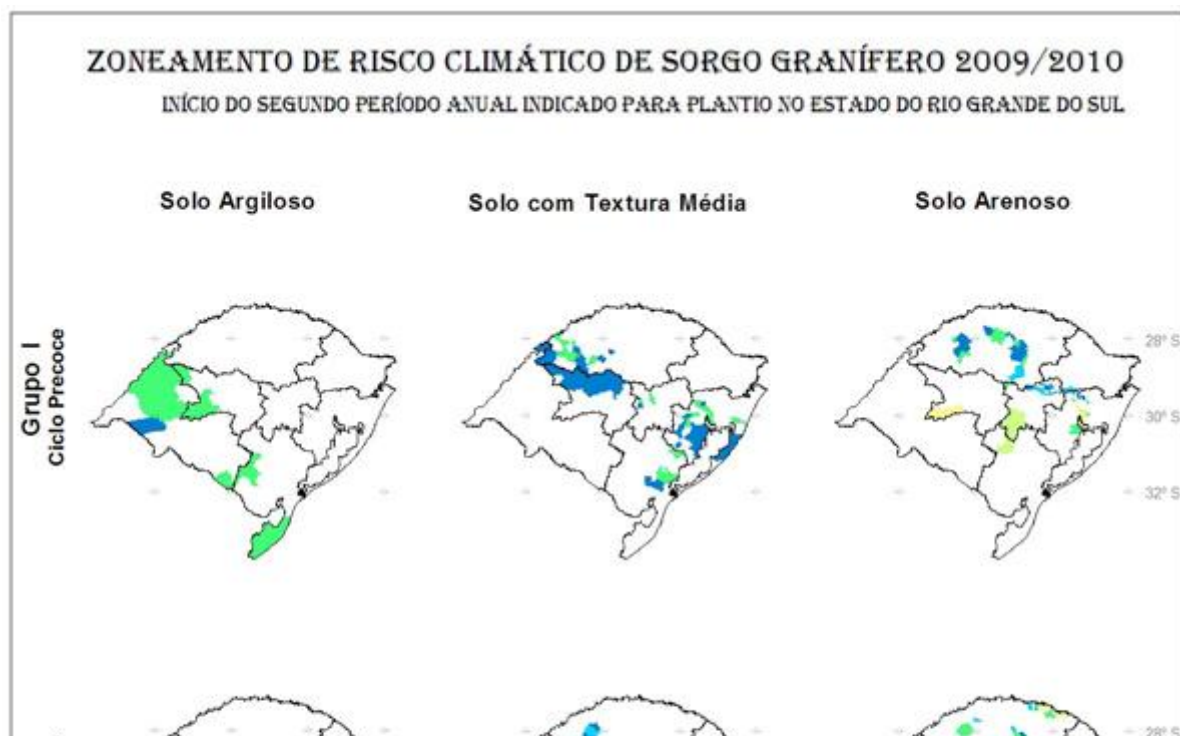 ZONEAMENTO DE RISCO CLIMÁTICO DE SORGO GRANÍFERO 2009/2010
INÍCIO DO SEGUNDO PERÍODO ANUAL INDICADO PARA PLANTIO NO ESTADO DO RIO GRANDE DO SUL
Solo Argiloso
Solo com Textura Média
Solo Arenoso
Grupo I
Ciclo Precoce
28° S
30° S
32° S
28° S